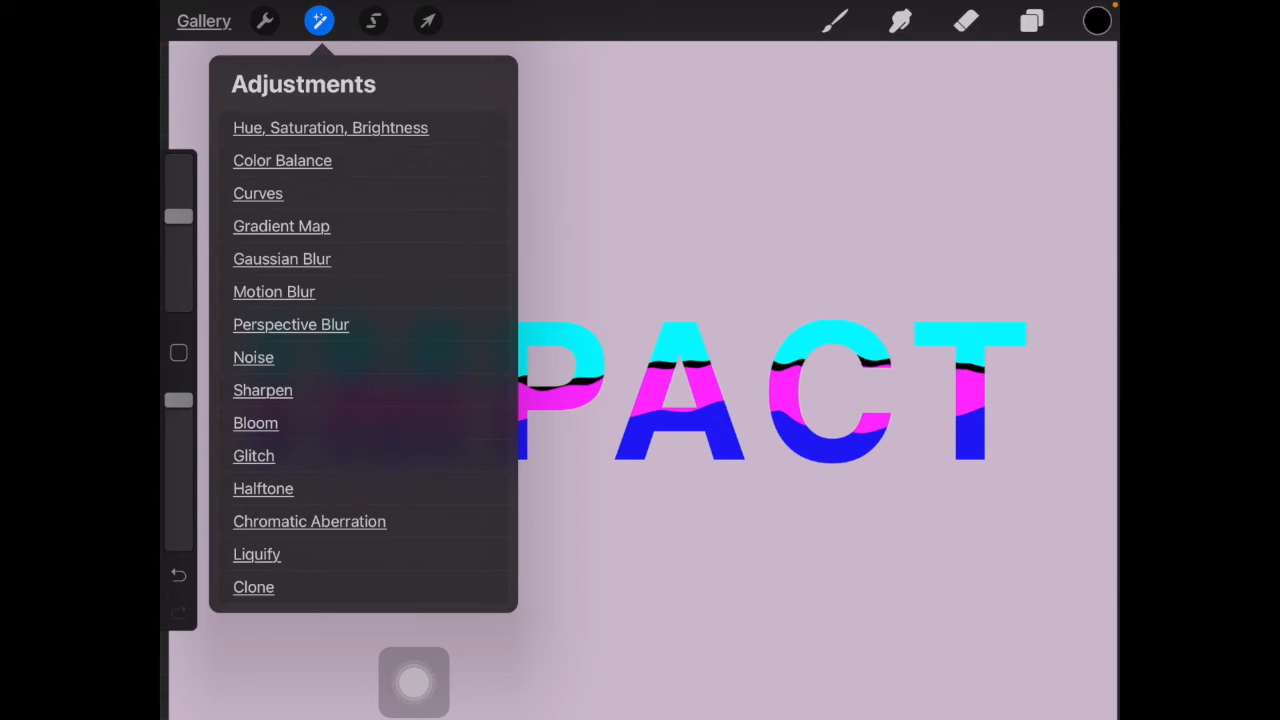 Gallery
Adjustments
Hue, Saturation, Brightness
Color Balance
Curves
Gradient Map
Gaussian Blur
Motion Blur
Perspective Blur
Noise
Sharpen
Bloom
Glitch
Halftone
Chromatic Aberration
Liquify
Clone
PACT